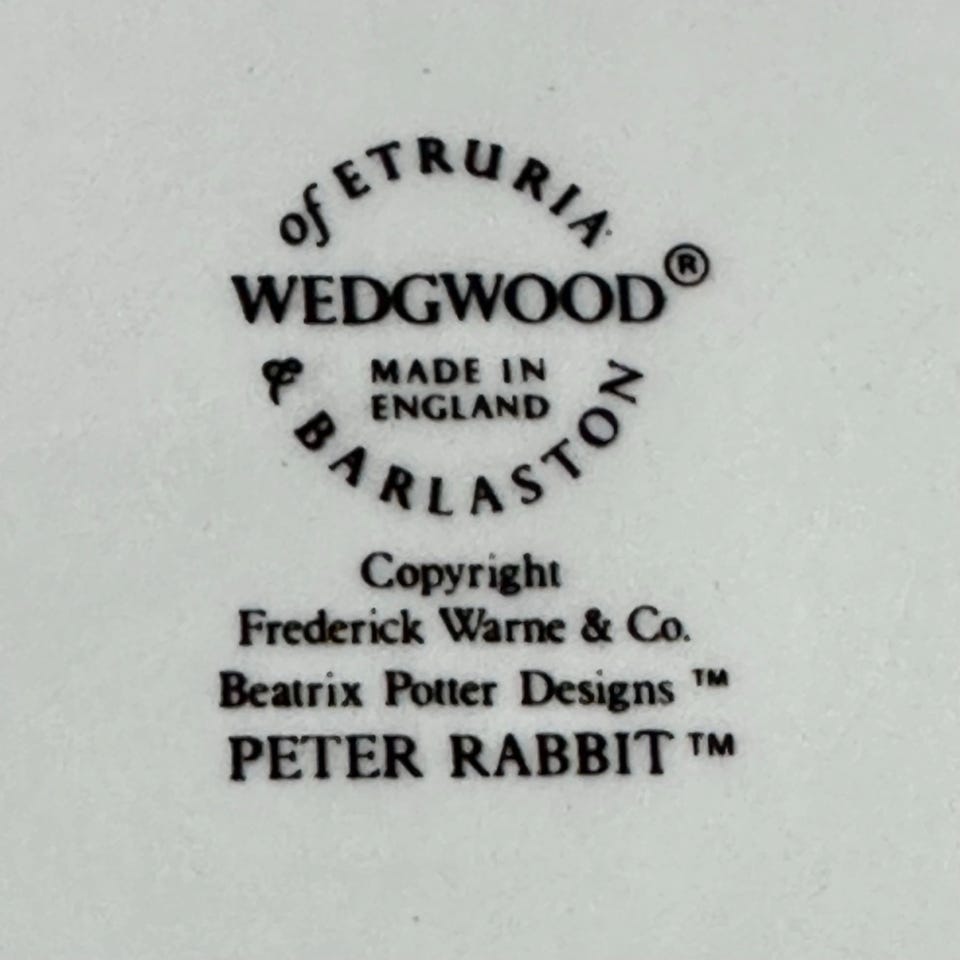 of ETRURIA
WEDGWOOD®
MADE IN
ENGLAND
& BARLASTON
Copyright
Frederick Warne & Co.
Beatrix Potter Designs ™
PETER RABBIT ™